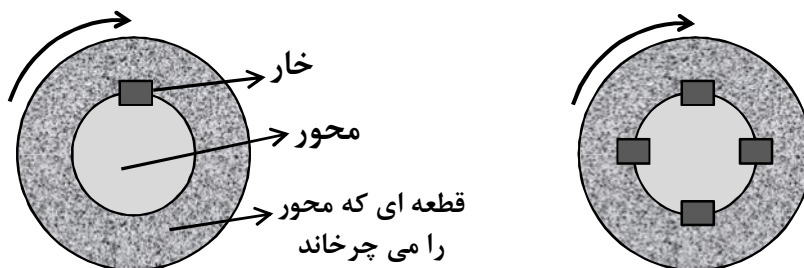 خار
محور
قطعه ای که محور
را می چرخاند